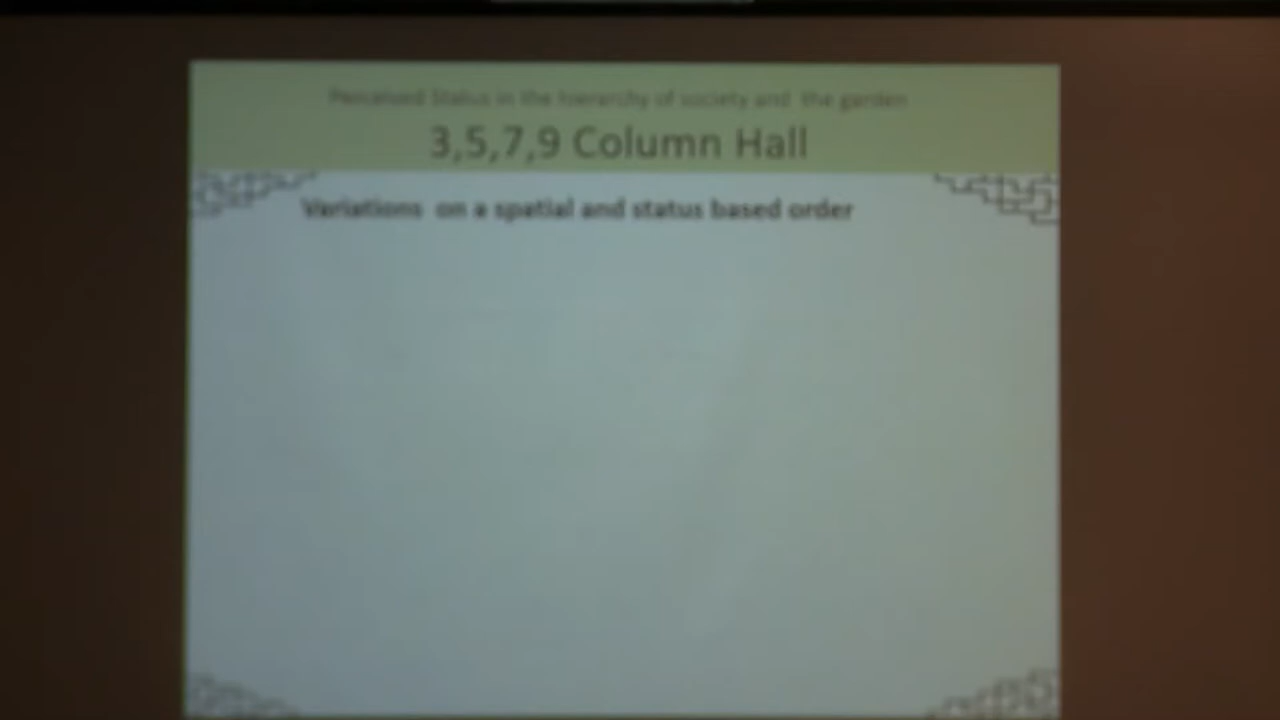 Perceived Status in the hierarchy of society and the garden
3,5,7,9 Column Hall
Variations on a spatial and status based order